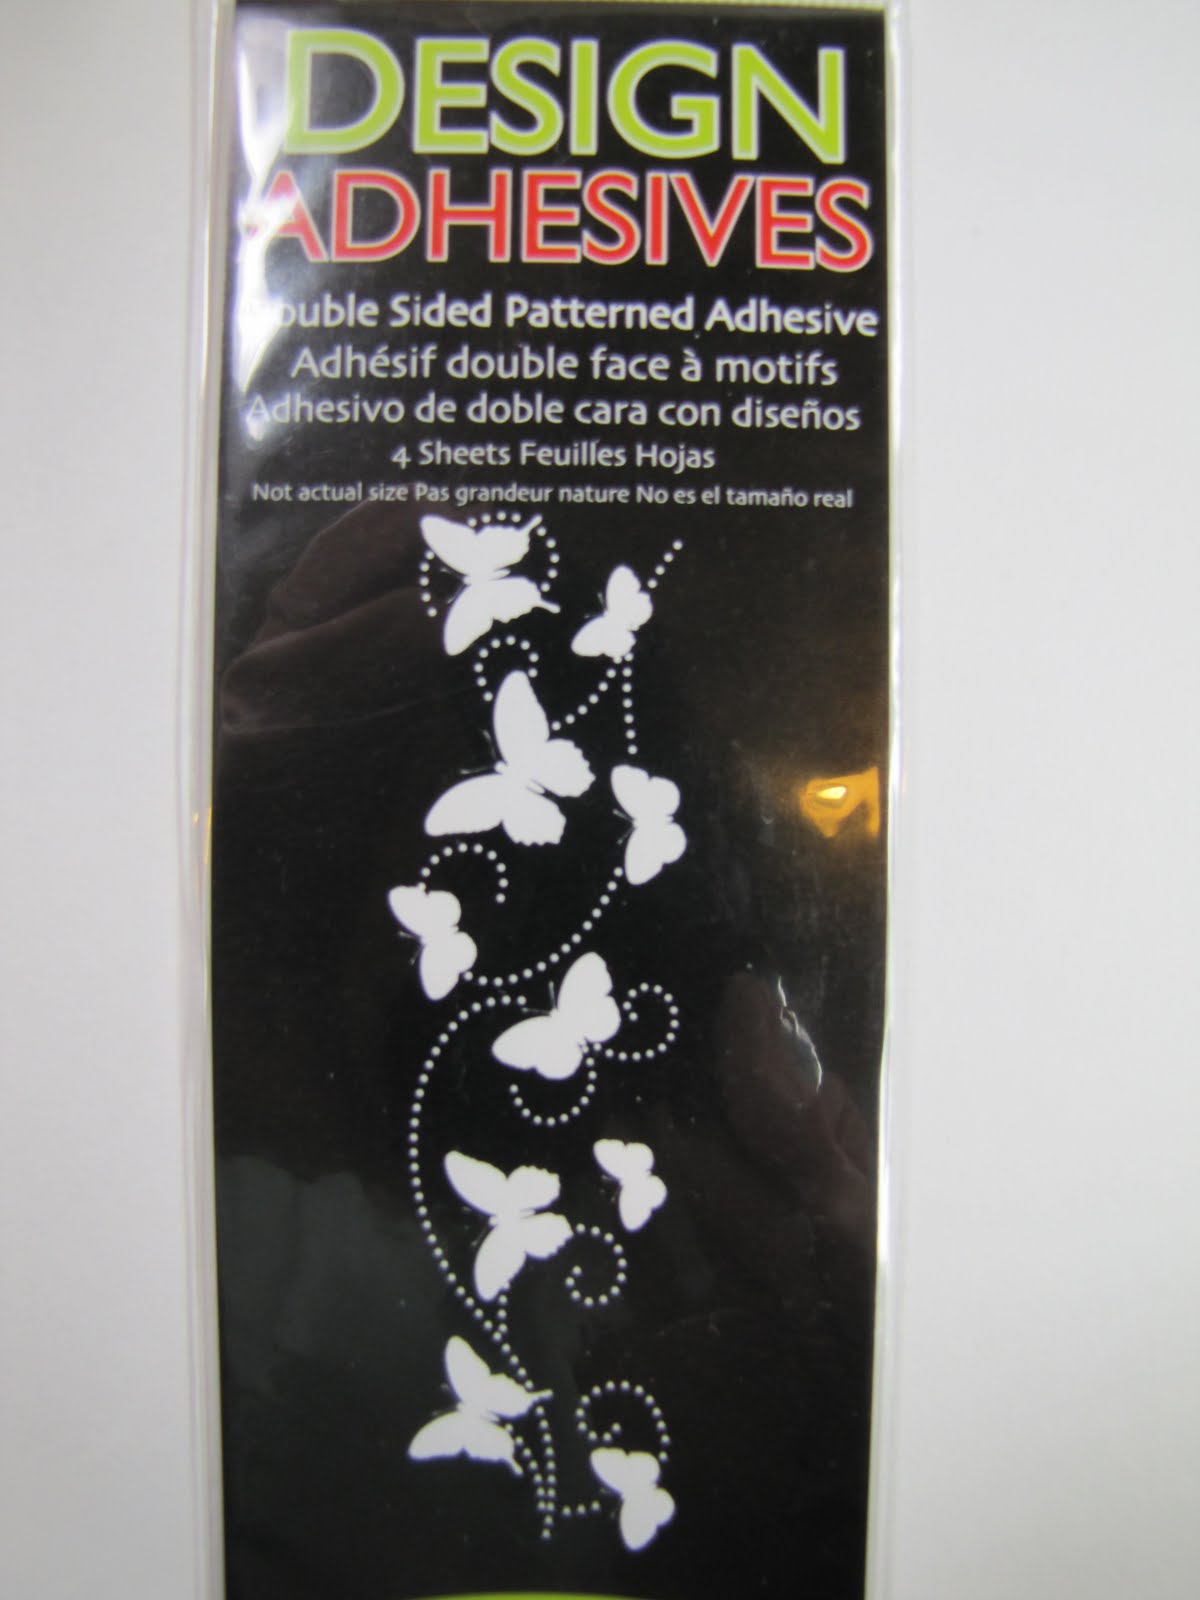 DESIGN
ADHESIVES
Double Sided Patterned Adhesive
Adhésif double face à motifs
Adhesivo de doble cara con diseños
4 Sheets Feuilles Hojas
Not actual size Pas grandeur nature No es el tamaño real